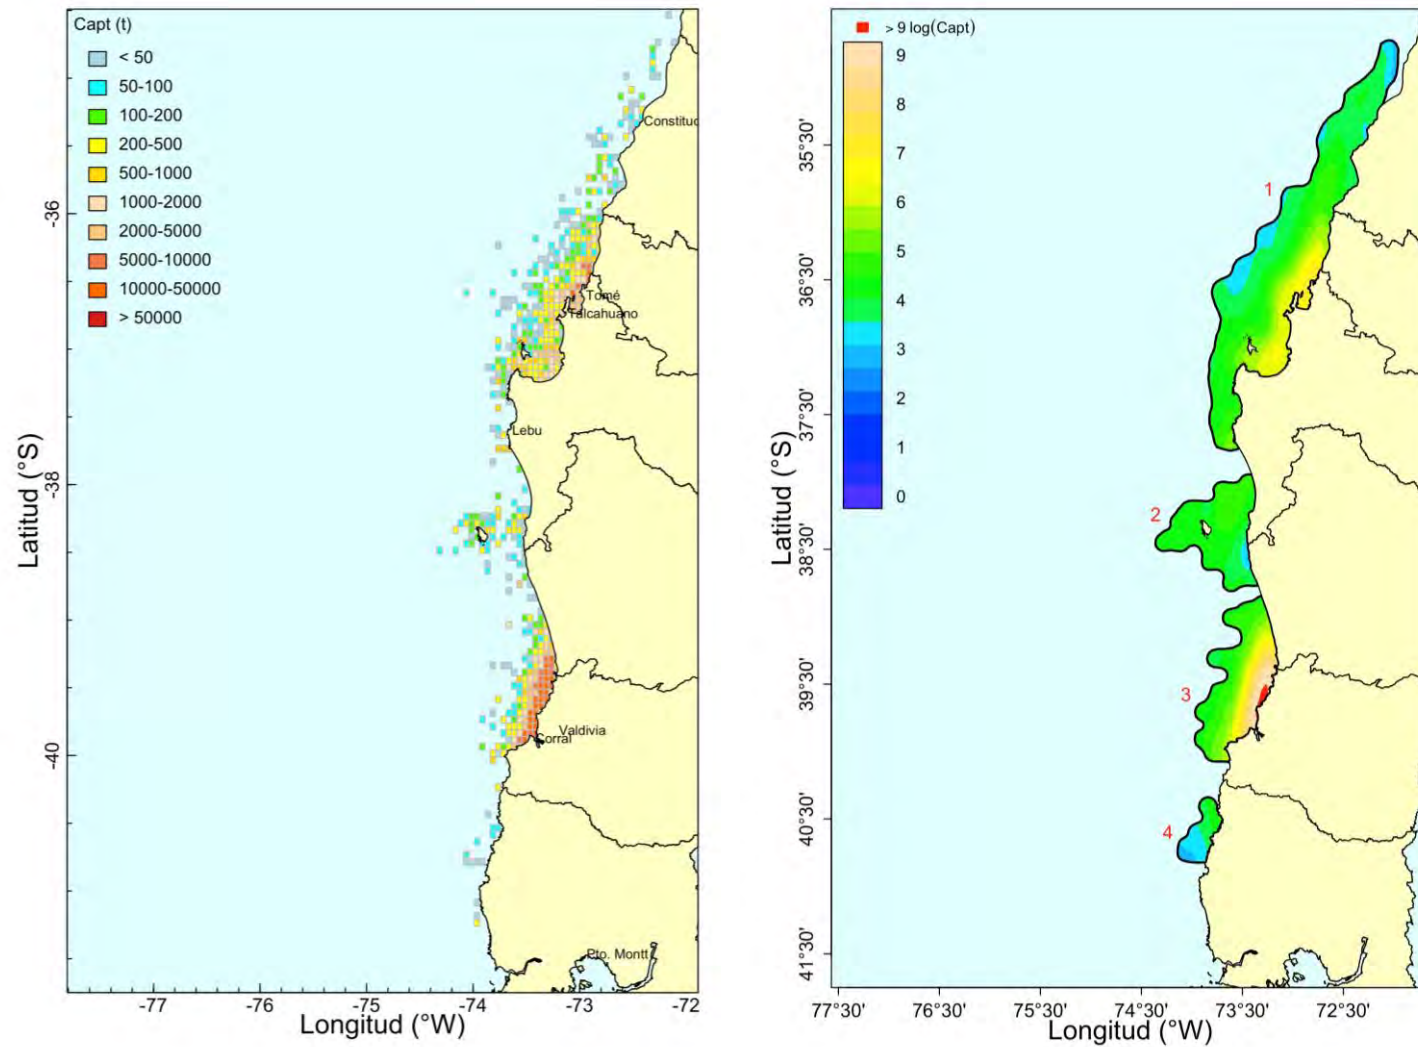 Capt (t)
< 50
50-100
100-200
200-500
500-1000
1000-2000
2000-5000
5000-10000
10000-50000
> 50000
Constituc
Tomé
Talcahuano
Lebu
Valdivia
Corral
Pto. Montt
-36
-38
-40
Latitud (°S)
-77 -76 -75 -74 -73 -72
Longitud (°W)
> 9 log(Capt)
9
8
7
6
5
4
3
2
1
0
1
2
3
4
35°30'
36°30'
37°30'
38°30'
39°30'
40°30'
41°30'
Latitud (°S)
77°30' 76°30' 75°30' 74°30' 73°30' 72°30'
Longitud (°W)